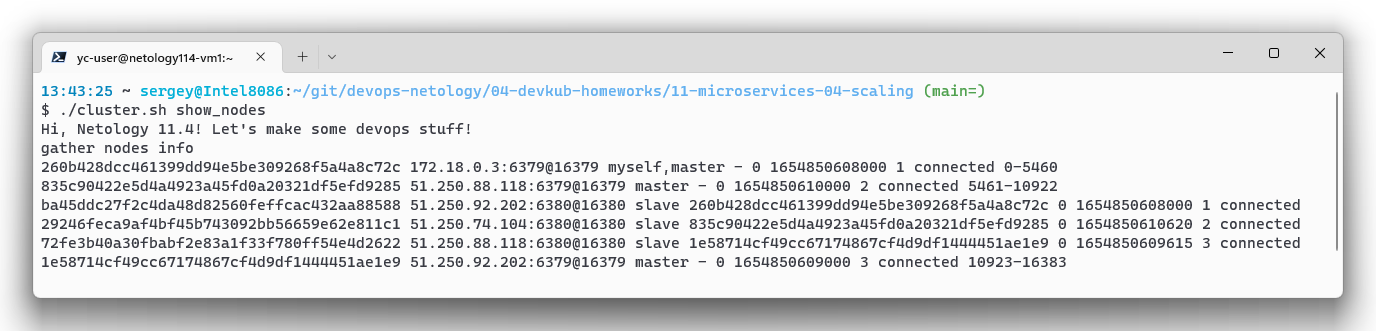 yc-user@netology114-vm1:~
13:43:25 ~ sergey@Intel8086:~/git/devops-netology/04-devkub-homeworks/11-microservices-04-scaling (main=)
$ ./cluster.sh show_nodes
Hi, Netology 11.4! Let's make some devops stuff!
gather nodes info
260b428dcc461399dd94e5be309268f5a4a8c72c 172.18.0.3:6379@16379 myself,master - 0 1654850608000 1 connected 0-5460
835c90422e5d4a4923a45fd0a20321df5efd9285 51.250.88.118:6379@16379 master - 0 1654850610000 2 connected 5461-10922
ba45ddc27f2c4da48d82560feffcac432aa88588 51.250.92.202:6380@16380 slave 260b428dcc461399dd94e5be309268f5a4a8c72c 0 1654850608000 1 connected
29246feca9af4bf45b743092bb56659e62e811c1 51.250.74.104:6380@16380 slave 835c90422e5d4a4923a45fd0a20321df5efd9285 0 1654850610620 2 connected
72fe3b40a30fbabf2e83a1f33f780ff54e4d2622 51.250.88.118:6380@16380 slave 1e58714cf49cc67174867cf4d9df1444451ae1e9 0 1654850609615 3 connected
1e58714cf49cc67174867cf4d9df1444451ae1e9 51.250.92.202:6379@16379 master - 0 1654850609000 3 connected 10923-16383